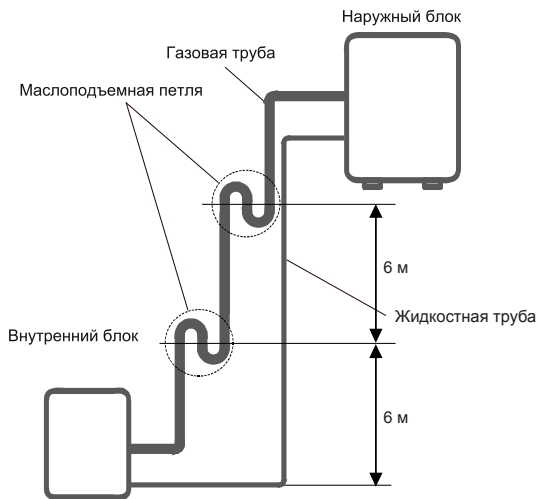 Наружный блок
Газовая труба
Маслоподъемная петля
6 м
Жидкостная труба
Внутренний блок
6 м